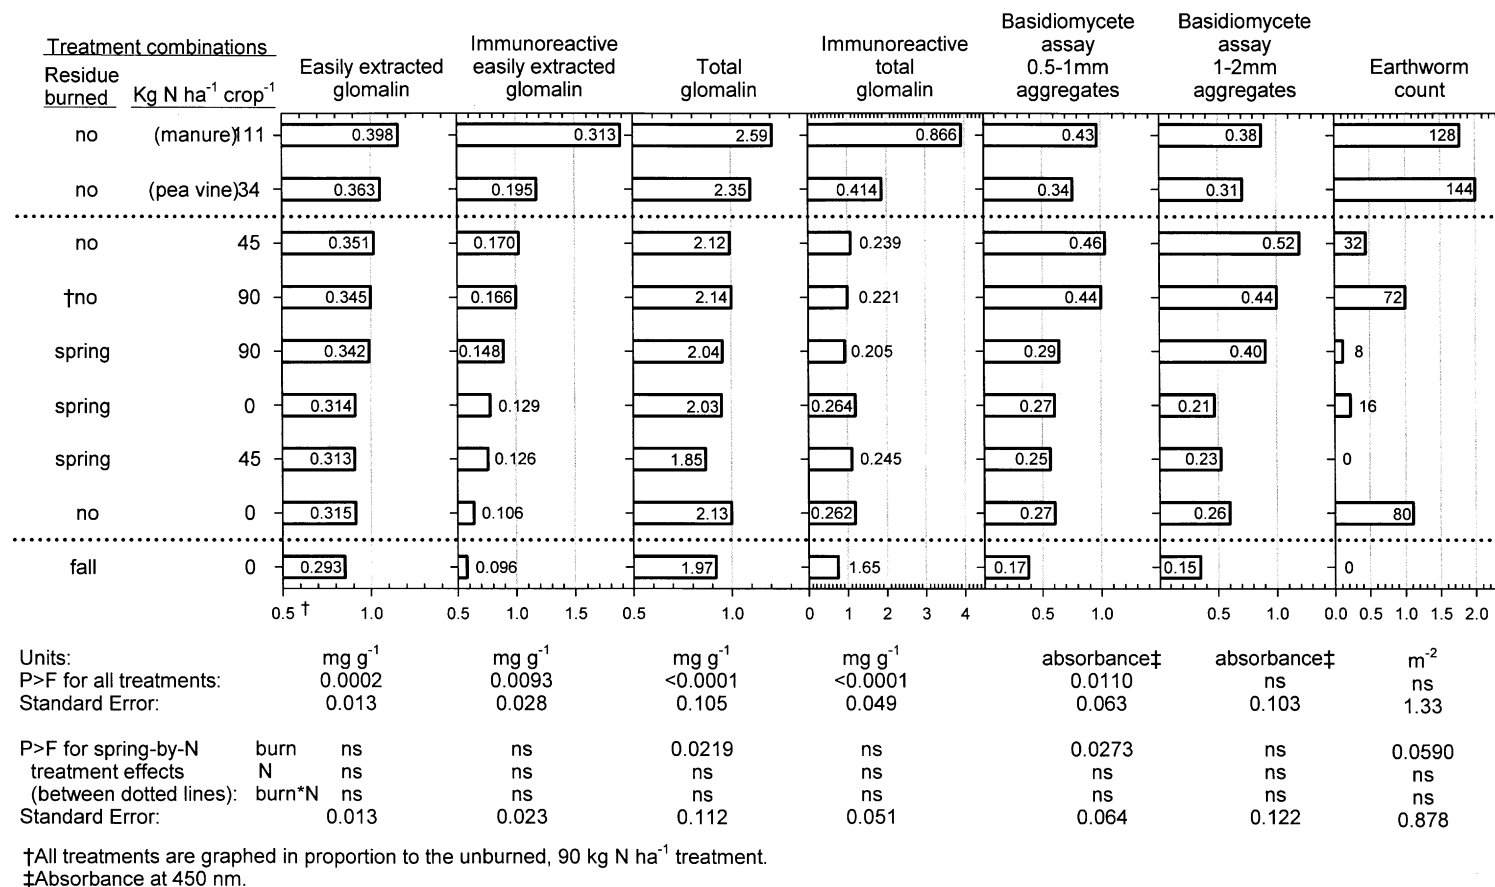 Treatment combinations
Residue burned Kg N ha⁻¹ crop⁻¹ Easily extracted glomalin Immunoreactive easily extracted glomalin Total glomalin Immunoreactive total glomalin Basidiomycete assay 0.5-1mm aggregates Basidiomycete assay 1-2mm aggregates Earthworm count
no (manure)111 0.398 0.313 2.59 0.866 0.43 0.38 128
no (pea vine)34 0.363 0.195 2.35 0.414 0.34 0.31 144
no 45 0.351 0.170 2.12 0.239 0.46 0.52 32
†no 90 0.345 0.166 2.14 0.221 0.44 0.44 72
spring 90 0.342 0.148 2.04 0.205 0.29 0.40 8
spring 0 0.314 0.129 2.03 0.264 0.27 0.21 16
spring 45 0.313 0.126 1.85 0.245 0.25 0.23 0
no 0 0.315 0.106 2.13 0.262 0.27 0.26 80
fall 0 0.293 0.096 1.97 1.65 0.17 0.15 0
0.5 † 1.0 0.5 1.0 1.5 0.5 1.0 0 1 2 3 4 0.5 1.0 0.5 1.0 0.0 0.5 1.0 1.5 2.0
Units: mg g⁻¹ mg g⁻¹ mg g⁻¹ mg g⁻¹ absorbance‡ absorbance‡ m⁻²
P>F for all treatments: 0.0002 0.0093 <0.0001 <0.0001 0.0110 ns ns
Standard Error: 0.013 0.028 0.105 0.049 0.063 0.103 1.33
P>F for spring-by-N burn ns ns 0.0219 ns 0.0273 ns 0.0590
treatment effects N ns ns ns ns ns ns ns
(between dotted lines): burn*N ns ns ns ns ns ns ns
Standard Error: 0.013 0.023 0.112 0.051 0.064 0.122 0.878
†All treatments are graphed in proportion to the unburned, 90 kg N ha⁻¹ treatment.
‡Absorbance at 450 nm.